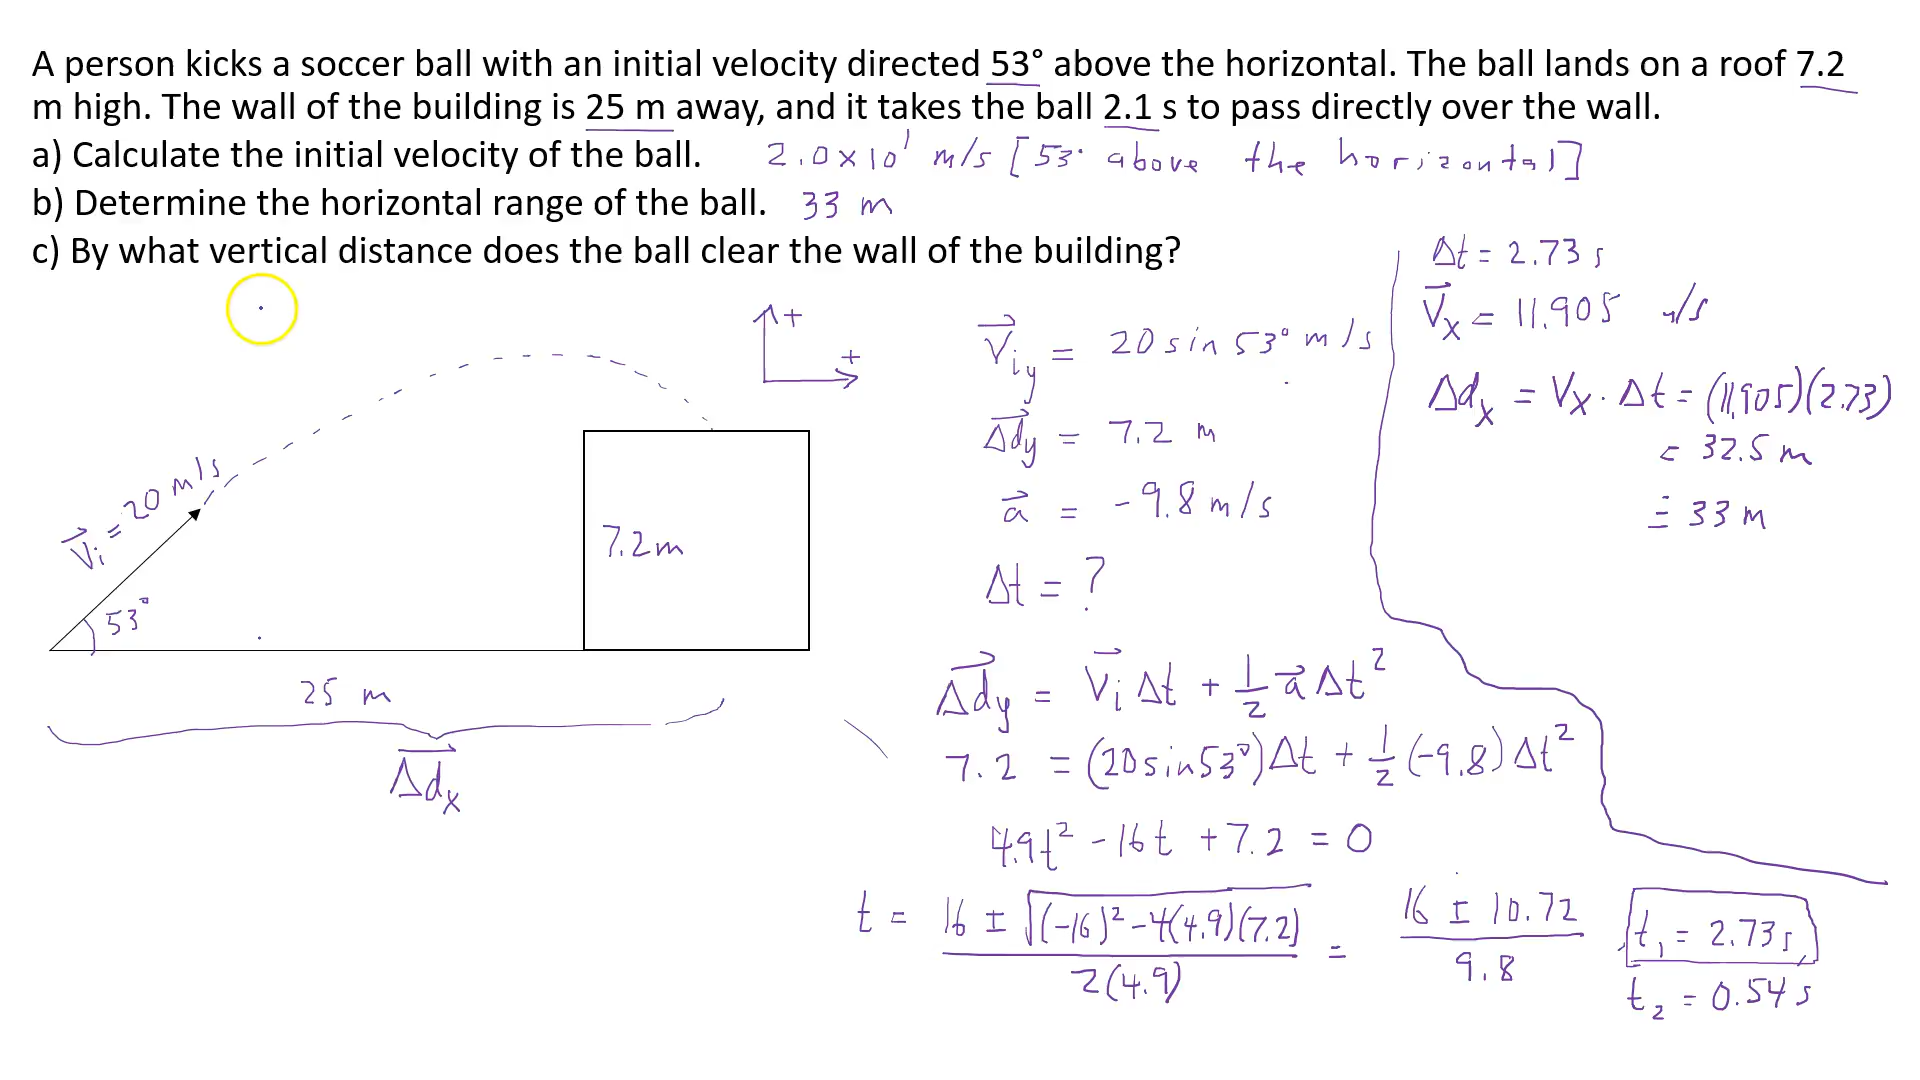 A person kicks a soccer ball with an initial velocity directed 53° above the horizontal. The ball lands on a roof 7.2
m high. The wall of the building is 25 m away, and it takes the ball 2.1 s to pass directly over the wall.
a) Calculate the initial velocity of the ball. 2.0 x 10¹ m/s [53° above the horizontal]
b) Determine the horizontal range of the ball. 33 m
c) By what vertical distance does the ball clear the wall of the building?
+
+
V⃗i = 20 m/s
53°
7.2m
25 m
Δd⃗x
V⃗iy = 20 sin 53° m/s
Δd⃗y = 7.2 m
a⃗ = -9.8 m/s
Δt = ?
Δd⃗y = V⃗i Δt + 1/2 a⃗ Δt²
7.2 = (20 sin53°)Δt + 1/2 (-9.8)Δt²
4.9t² - 16t + 7.2 = 0
t = 16 ± √(-16)² - 4(4.9)(7.2) / 2(4.9) = 16 ± 10.72 / 9.8
t₁ = 2.73 s
t₂ = 0.54 s
Δt = 2.73 s
V⃗x = 11.905 m/s
Δdx = Vx · Δt = (11.905)(2.73)
= 32.5 m
= 33 m